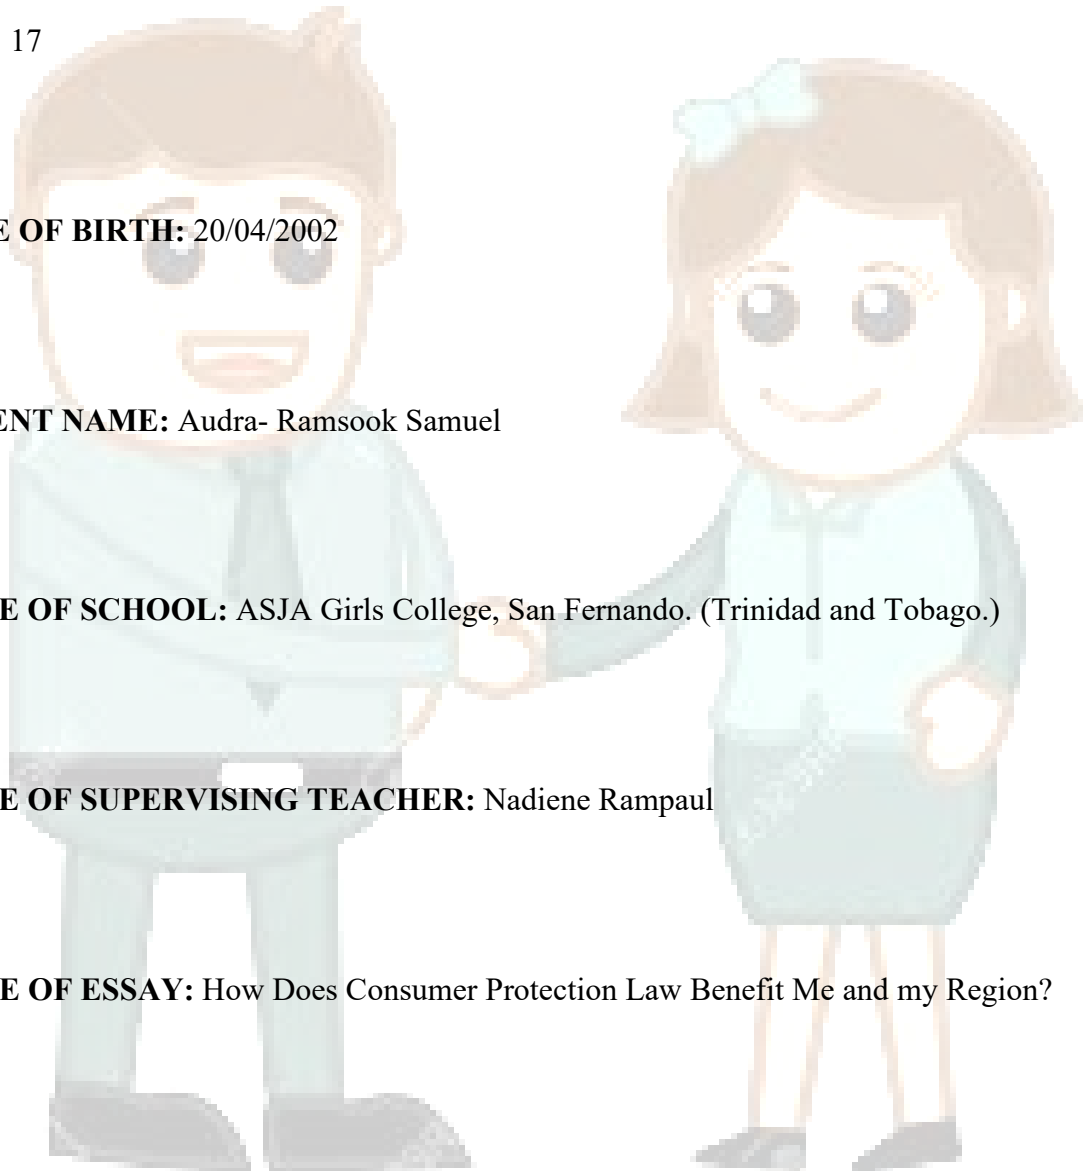 17
E OF BIRTH: 20/04/2002
ENT NAME: Audra- Ramsook Samuel
E OF SCHOOL: ASJA Girls College, San Fernando. (Trinidad and Tobago.)
E OF SUPERVISING TEACHER: Nadiene Rampaul
E OF ESSAY: How Does Consumer Protection Law Benefit Me and my Region?